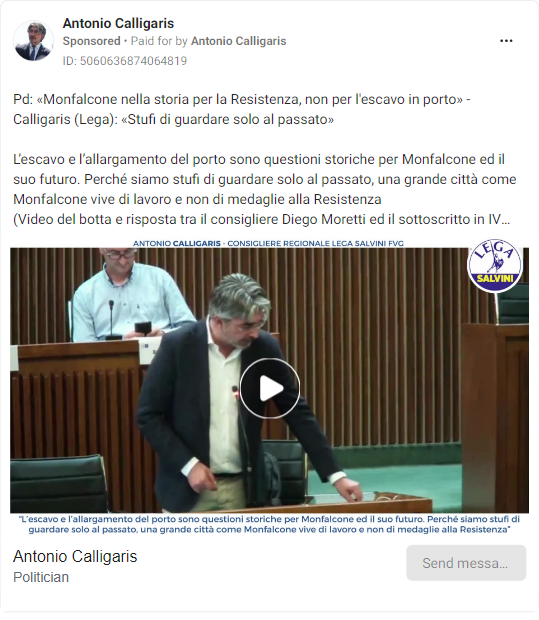 Antonio Calligaris
Sponsored • Paid for by Antonio Calligaris
ID: 5060636874064819
Pd: «Monfalcone nella storia per la Resistenza, non per l'escavo in porto» -
Calligaris (Lega): «Stufi di guardare solo al passato»
L’escavo e l’allargamento del porto sono questioni storiche per Monfalcone ed il
suo futuro. Perché siamo stufi di guardare solo al passato, una grande città come
Monfalcone vive di lavoro e non di medaglie alla Resistenza
(Video del botta e risposta tra il consigliere Diego Moretti ed il sottoscritto in IV...
ANTONIO CALLIGARIS - CONSIGLIERE REGIONALE LEGA SALVINI FVG
LEGA
SALVINI
"L'escavo e l'allargamento del porto sono questioni storiche per Monfalcone ed il suo futuro. Perché siamo stufi di
guardare solo al passato, una grande città come Monfalcone vive di lavoro e non di medaglie alla Resistenza"
Antonio Calligaris
Politician
Send messa...